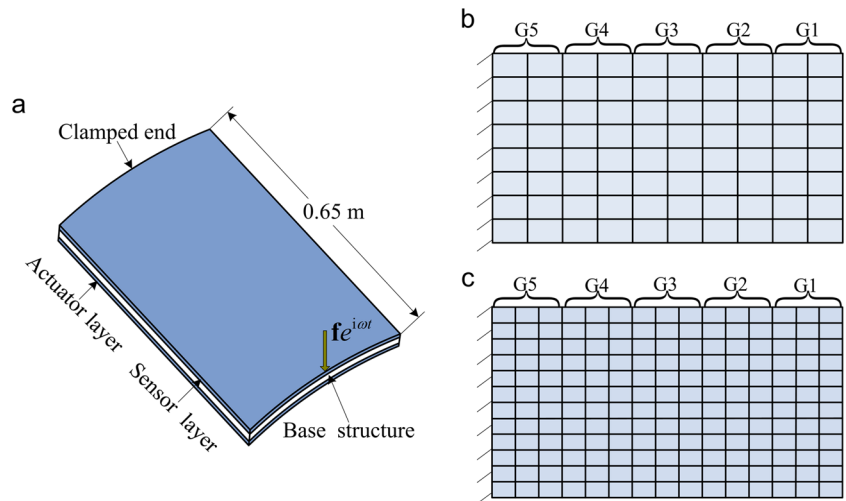 a
Clamped end
0.65 m
Actuator layer
Sensor layer
fe^{iωt}
Base structure
b
G5 G4 G3 G2 G1
c
G5 G4 G3 G2 G1